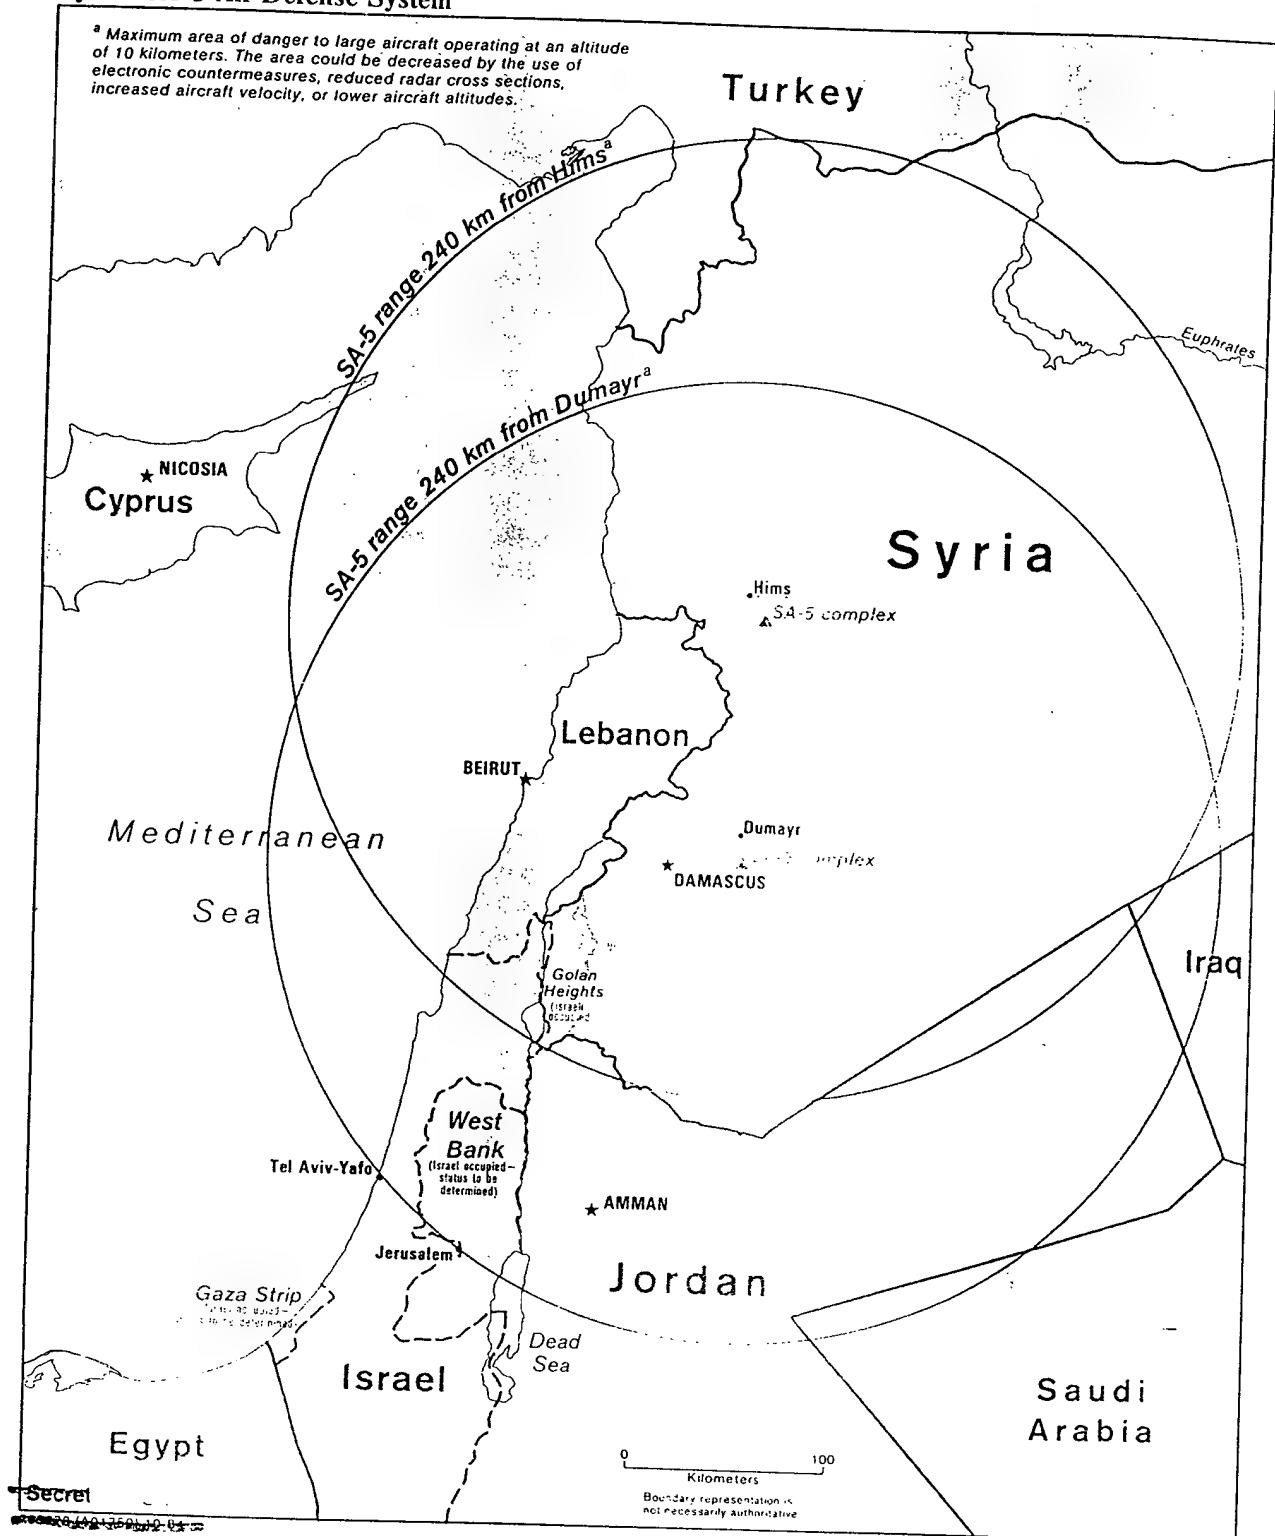 Air Defense System
a Maximum area of danger to large aircraft operating at an altitude
of 10 kilometers. The area could be decreased by the use of
electronic countermeasures, reduced radar cross sections,
increased aircraft velocity, or lower aircraft altitudes.
Turkey
SA-5 range 240 km from Hims a
Euphrates
SA-5 range 240 km from Dumayr a
NICOSIA
Cyprus
Syria
Hims
SA-5 complex
Lebanon
BEIRUT
Mediterranean
Sea
Dumayr
DAMASCUS
Iraq
Golan
Heights
(Israeli
occupied
West
Bank
(Israel occupied—
status to be
determined)
Tel Aviv-Yafo
AMMAN
Jerusalem
Jordan
Gaza Strip
Dead
Sea
Israel
Saudi
Arabia
Egypt
0 100
Kilometers
Boundary representation is
not necessarily authoritative
Secret